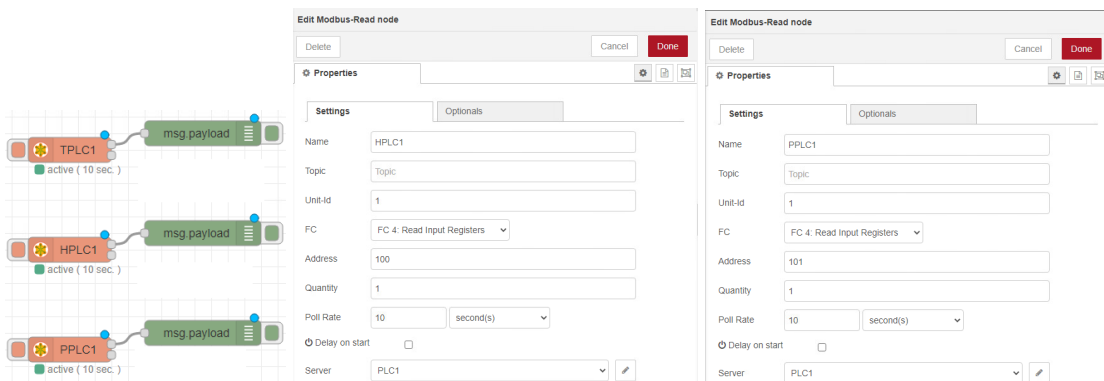 TPLC1
msg.payload
active ( 10 sec. )
HPLC1
msg.payload
active ( 10 sec. )
PPLC1
msg.payload
active ( 10 sec. )
Edit Modbus-Read node
Delete
Cancel
Done
Properties
Settings
Optionals
Name
HPLC1
Topic
Topic
Unit-Id
1
FC
FC 4: Read Input Registers
Address
100
Quantity
1
Poll Rate
10
second(s)
Delay on start
Server
PLC1
Edit Modbus-Read node
Delete
Cancel
Done
Properties
Settings
Optionals
Name
PPLC1
Topic
Topic
Unit-Id
1
FC
FC 4: Read Input Registers
Address
101
Quantity
1
Poll Rate
10
second(s)
Delay on start
Server
PLC1